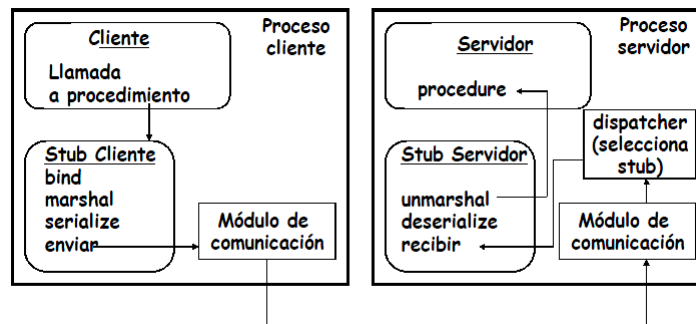 Proceso
cliente
Cliente
Llamada
a procedimiento
Stub Cliente
bind
marshal
serialize
enviar
Módulo de
comunicación
Proceso
servidor
Servidor
procedure
dispatcher
(selecciona
stub)
Stub Servidor
unmarshal
deserialize
recibir
Módulo de
comunicación